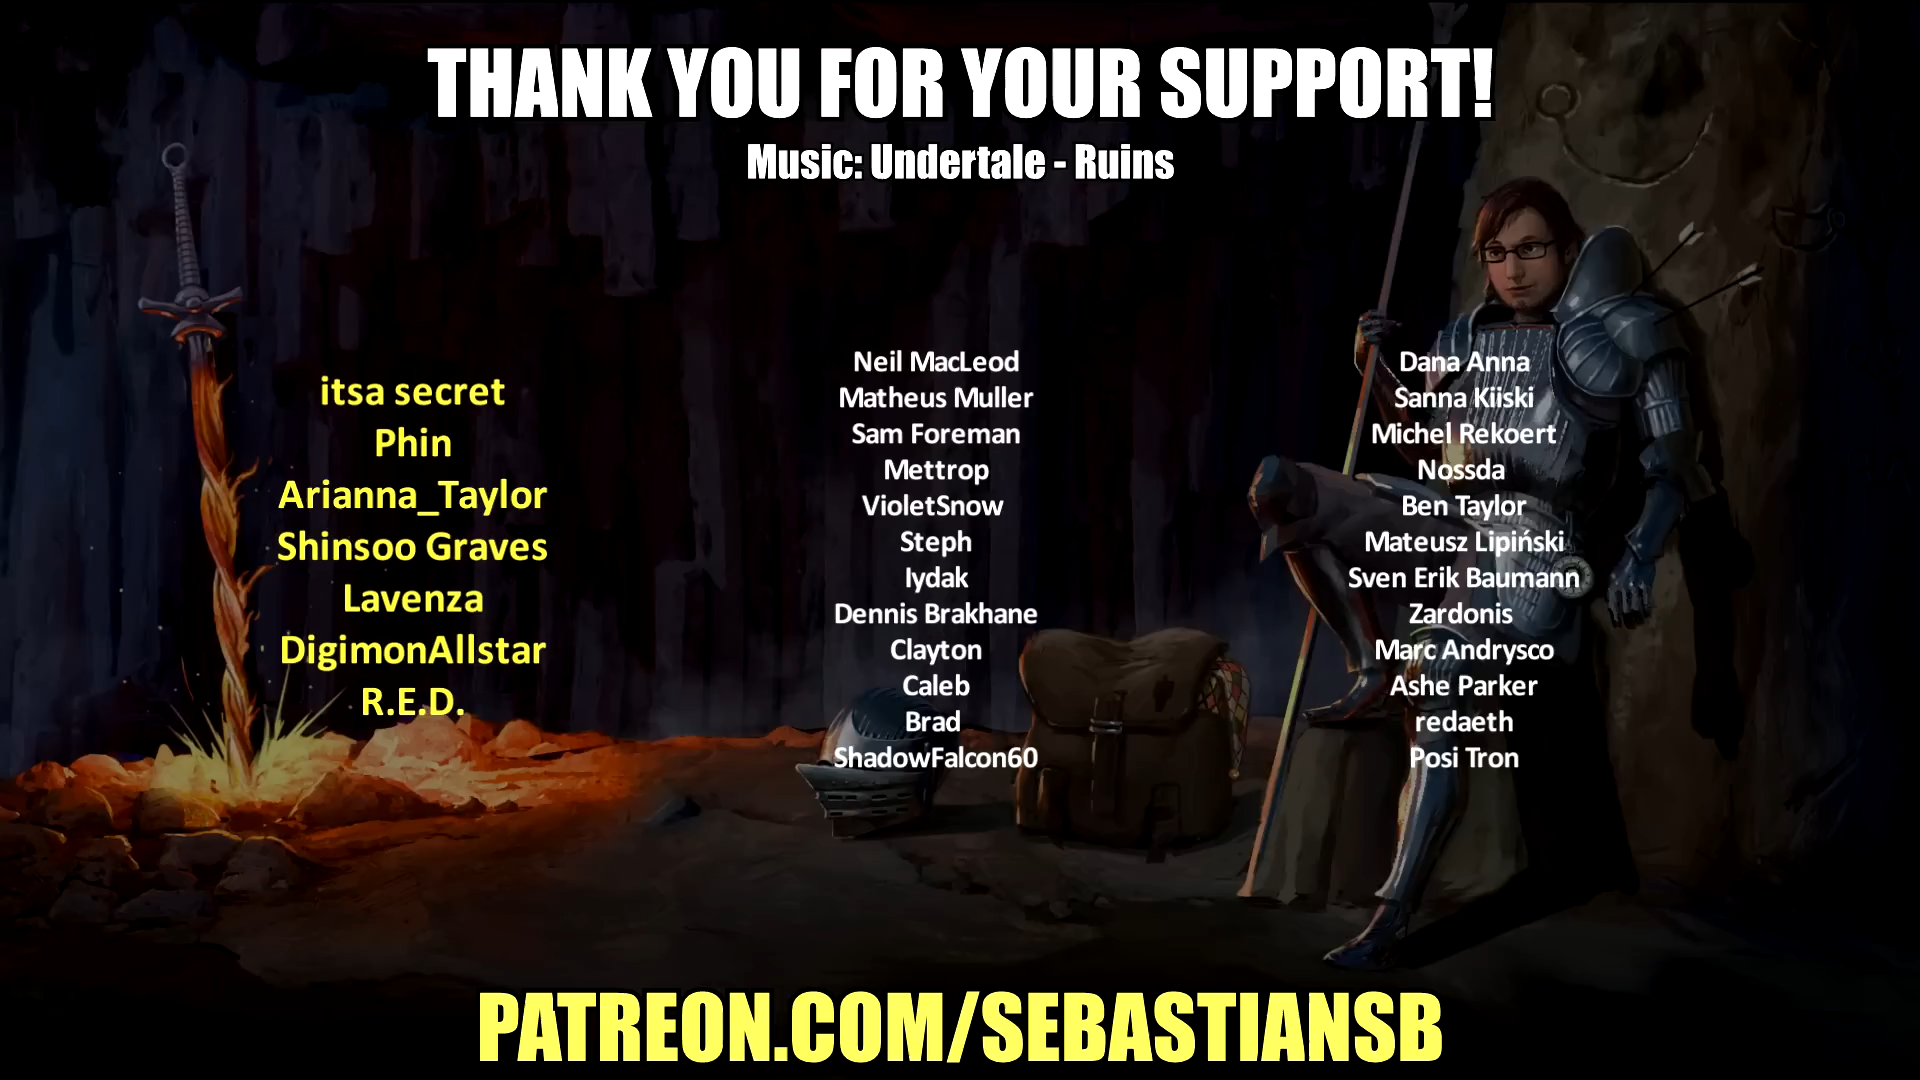 THANK YOU FOR YOUR SUPPORT!
Music: Undertale - Ruins
itsa secret
Phin
Arianna_Taylor
Shinsoo Graves
Lavenza
DigimonAllstar
R.E.D.
Neil MacLeod
Matheus Muller
Sam Foreman
Mettrop
VioletSnow
Steph
Iydak
Dennis Brakhane
Clayton
Caleb
Brad
ShadowFalcon60
Dana Anna
Sanna Kiiski
Michel Rekoert
Nossda
Ben Taylor
Mateusz Lipiński
Sven Erik Baumann
Zardonis
Marc Andrysco
Ashe Parker
redaeth
Posi Tron
PATREON.COM/SEBASTIANSB